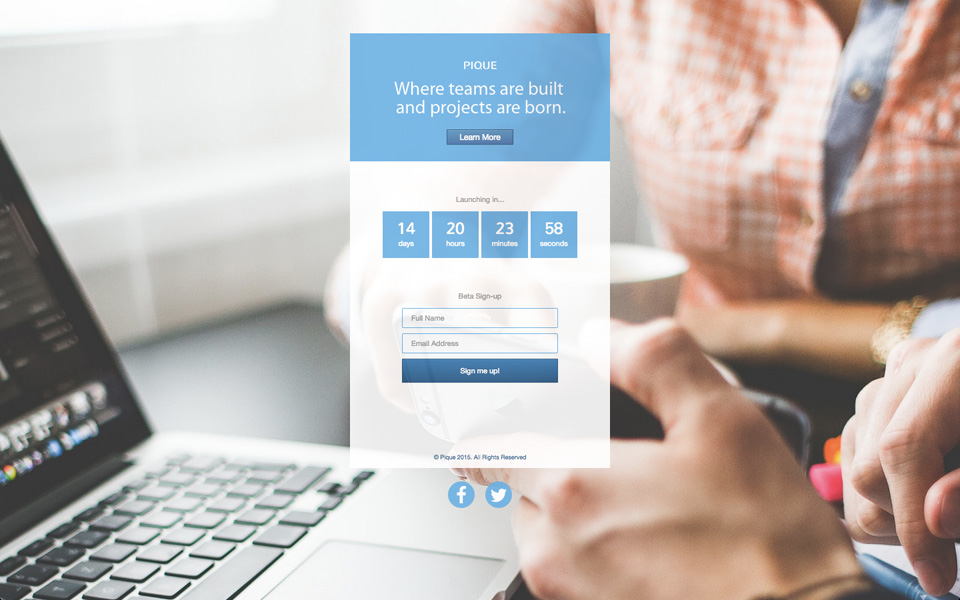 PIQUE
Where teams are built
and projects are born.
Learn More
Launching in...
14 20 23 58
days hours minutes seconds
Beta Sign-up
Full Name
Email Address
Sign me up!
© Pique 2015. All Rights Reserved